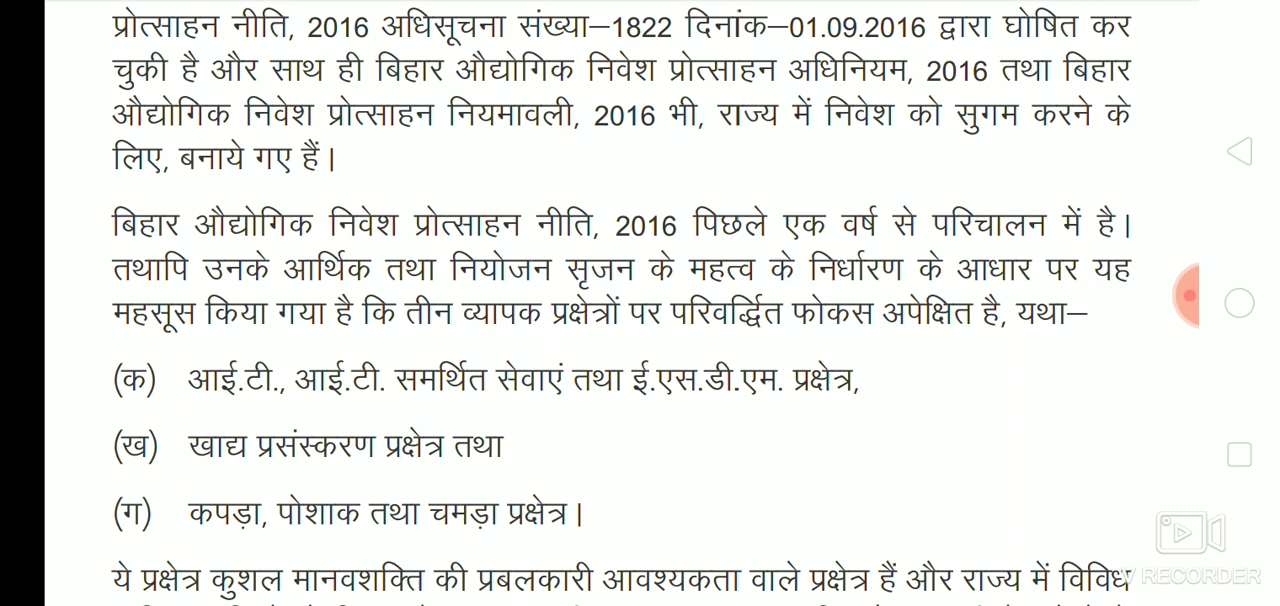 प्रोत्साहन नीति, 2016 अधिसूचना संख्या–1822 दिनांक–01.09.2016 द्वारा घोषित कर
चुकी है और साथ ही बिहार औद्योगिक निवेश प्रोत्साहन अधिनियम, 2016 तथा बिहार
औद्योगिक निवेश प्रोत्साहन नियमावली, 2016 भी, राज्य में निवेश को सुगम करने के
लिए, बनाये गए हैं।
बिहार औद्योगिक निवेश प्रोत्साहन नीति, 2016 पिछले एक वर्ष से परिचालन में है।
तथापि उनके आर्थिक तथा नियोजन सृजन के महत्व के निर्धारण के आधार पर यह
महसूस किया गया है कि तीन व्यापक प्रक्षेत्रों पर परिवर्द्धित फोकस अपेक्षित है, यथा–
(क) आई.टी., आई.टी. समर्थित सेवाएं तथा ई.एस.डी.एम. प्रक्षेत्र,
(ख) खाद्य प्रसंस्करण प्रक्षेत्र तथा
(ग) कपड़ा, पोशाक तथा चमड़ा प्रक्षेत्र।
ये प्रक्षेत्र कुशल मानवशक्ति की प्रबलकारी आवश्यकता वाले प्रक्षेत्र हैं और राज्य में विविध
V RECORDER